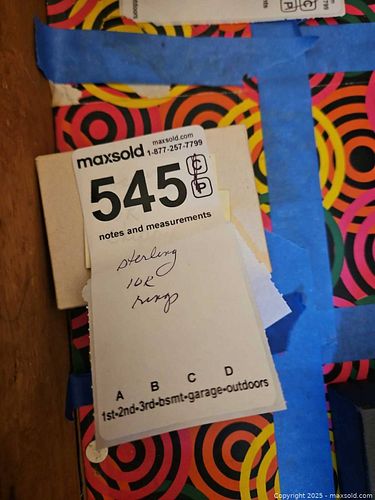 maxsold.com
maxsold 1-877-257-7799
545 C
P
notes and measurements
sterling
10K
rings
A B C D
1st-2nd-3rd-bsmt-garage-outdoors
Copyright 2025 - maxsold.com